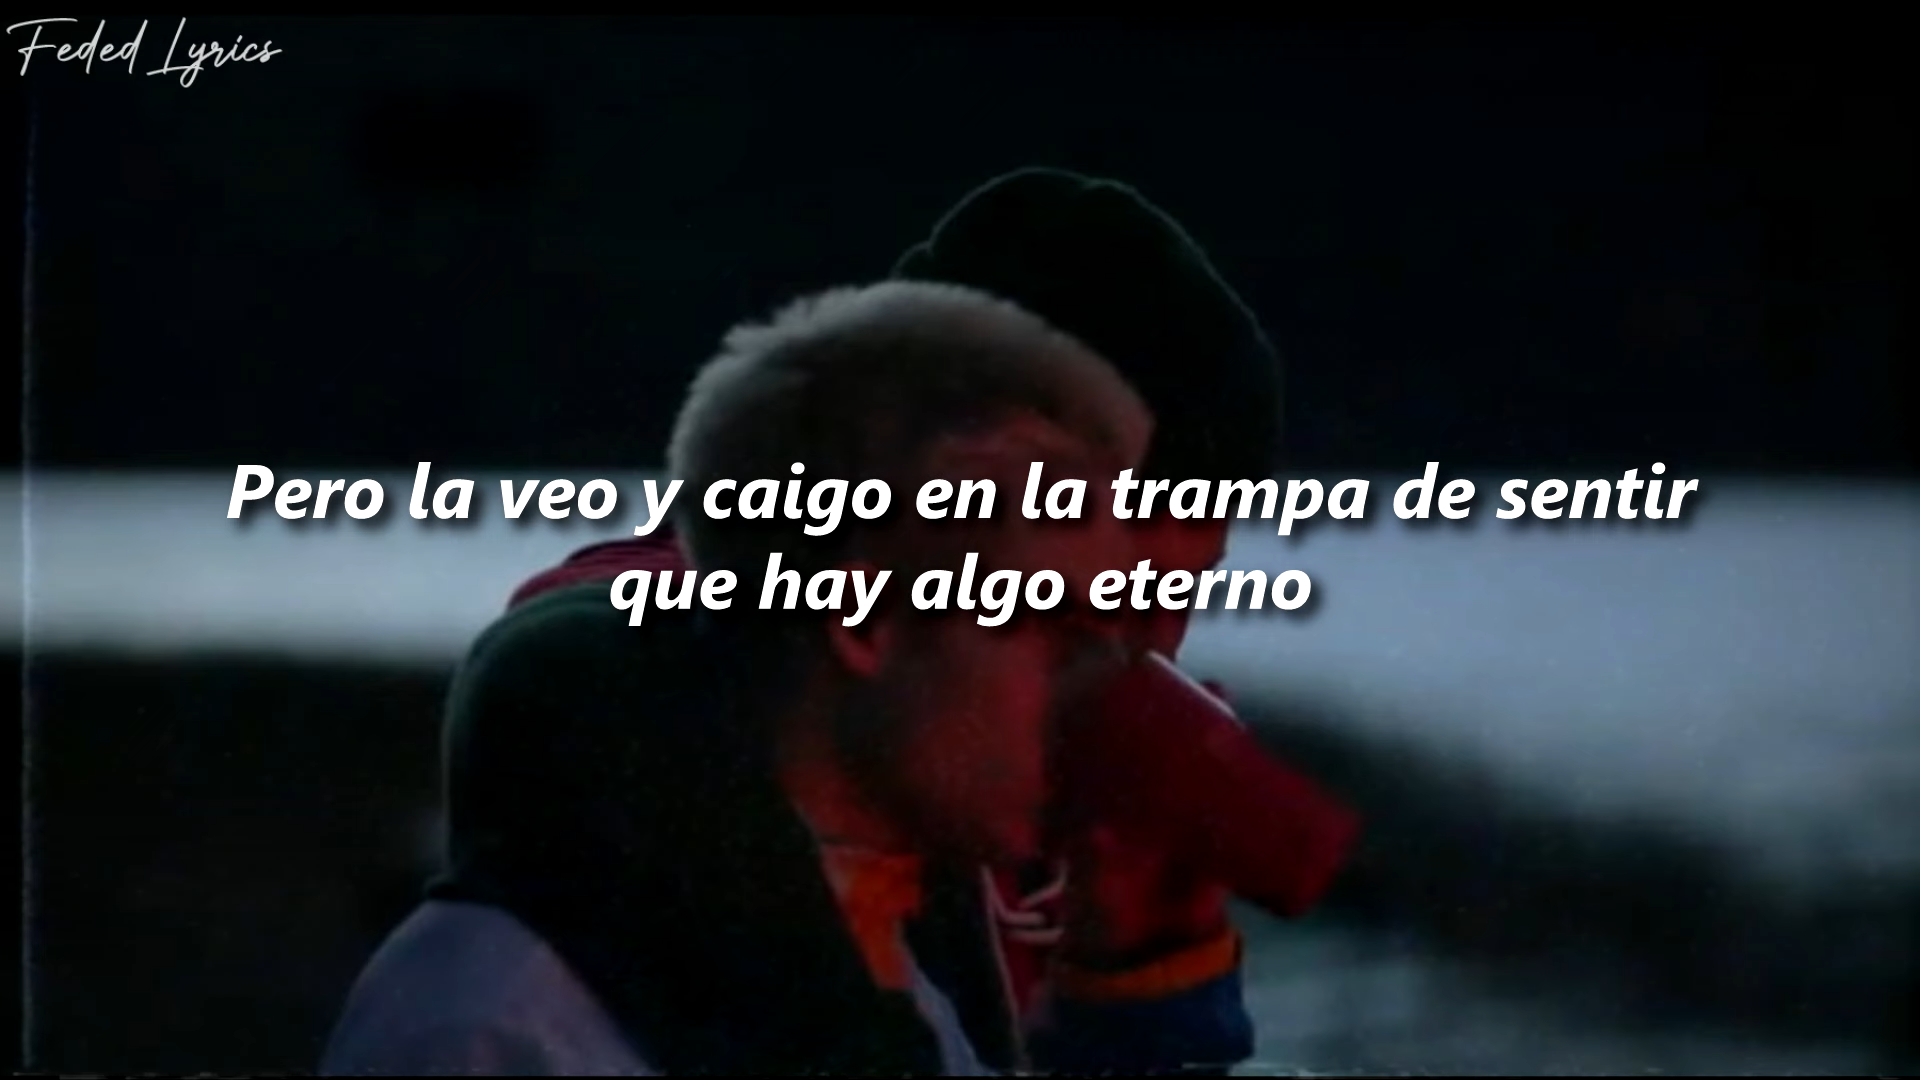 Feded Lyrics
Pero la veo y caigo en la trampa de sentir
que hay algo eterno